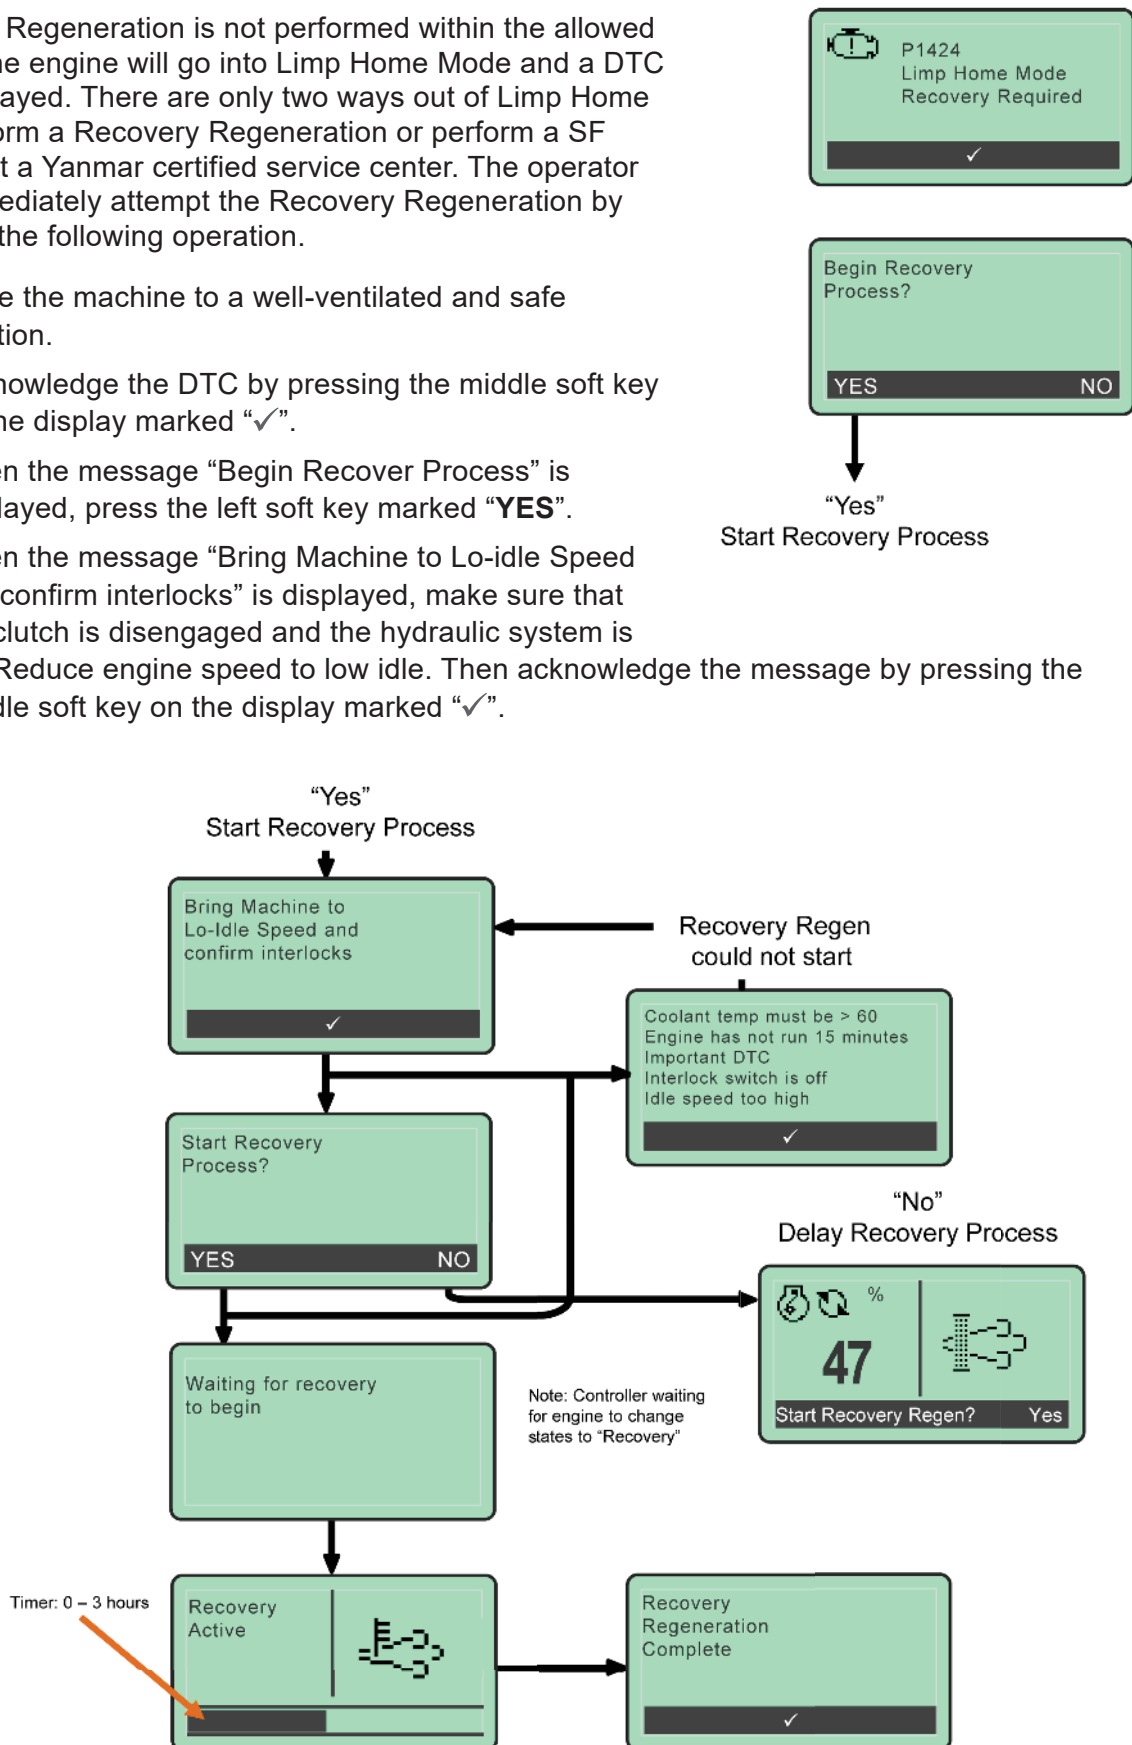 Regeneration is not performed within the allowed
ne engine will go into Limp Home Mode and a DTC
ayed. There are only two ways out of Limp Home
orm a Recovery Regeneration or perform a SF
t a Yanmar certified service center. The operator
nediately attempt the Recovery Regeneration by
the following operation.
e the machine to a well-ventilated and safe
tion.
nowledge the DTC by pressing the middle soft key
ne display marked “✓”.
en the message “Begin Recover Process” is
layed, press the left soft key marked “YES”.
en the message “Bring Machine to Lo-idle Speed
confirm interlocks” is displayed, make sure that
clutch is disengaged and the hydraulic system is
Reduce engine speed to low idle. Then acknowledge the message by pressing the
dle soft key on the display marked “✓”.
P1424
Limp Home Mode
Recovery Required
✓
Begin Recovery
Process?
YES NO
“Yes”
Start Recovery Process
“Yes”
Start Recovery Process
Bring Machine to
Lo-Idle Speed and
confirm interlocks
✓
Recovery Regen
could not start
Coolant temp must be > 60
Engine has not run 15 minutes
Important DTC
Interlock switch is off
Idle speed too high
✓
Start Recovery
Process?
YES NO
“No”
Delay Recovery Process
%
47
Start Recovery Regen? Yes
Waiting for recovery
to begin
Note: Controller waiting
for engine to change
states to “Recovery”
Timer: 0 – 3 hours
Recovery
Active
Recovery
Regeneration
Complete
✓